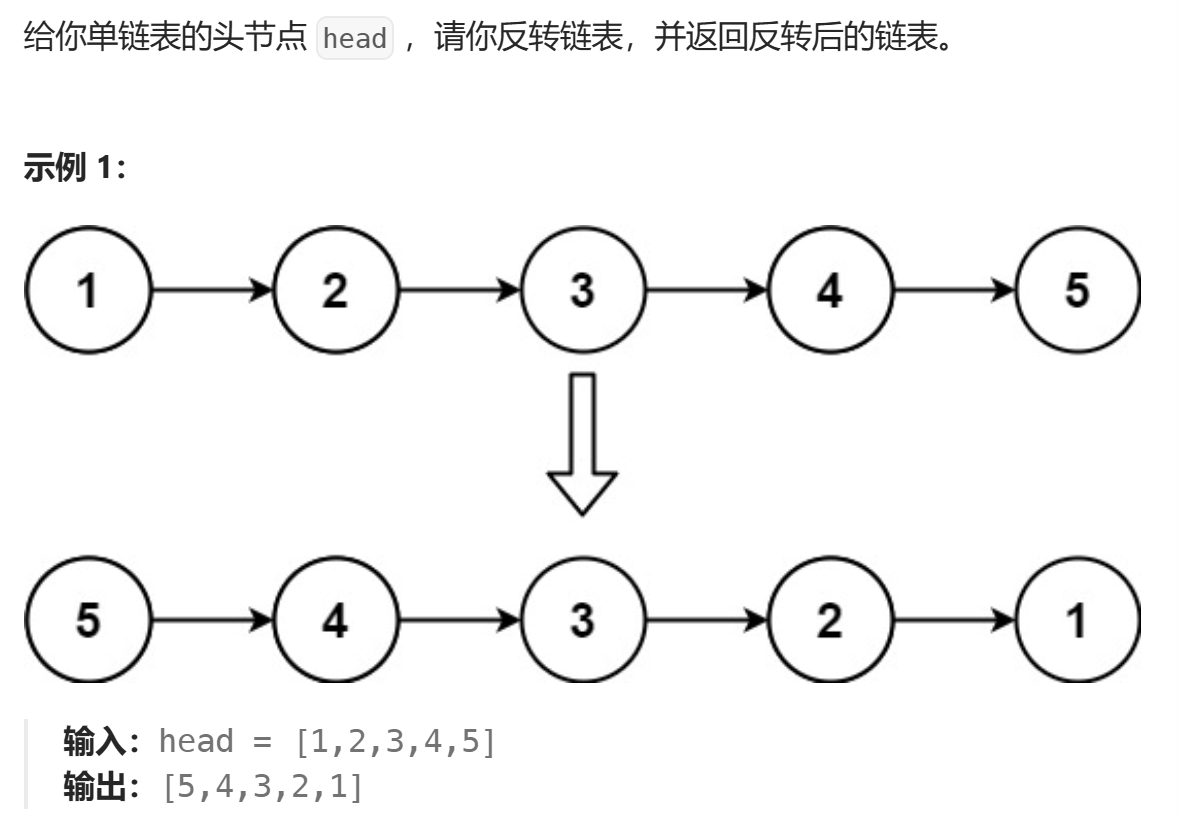 给你单链表的头节点 head ，请你反转链表，并返回反转后的链表。
示例 1：
1 2 3 4 5
5 4 3 2 1
输入：head = [1,2,3,4,5]
输出：[5,4,3,2,1]